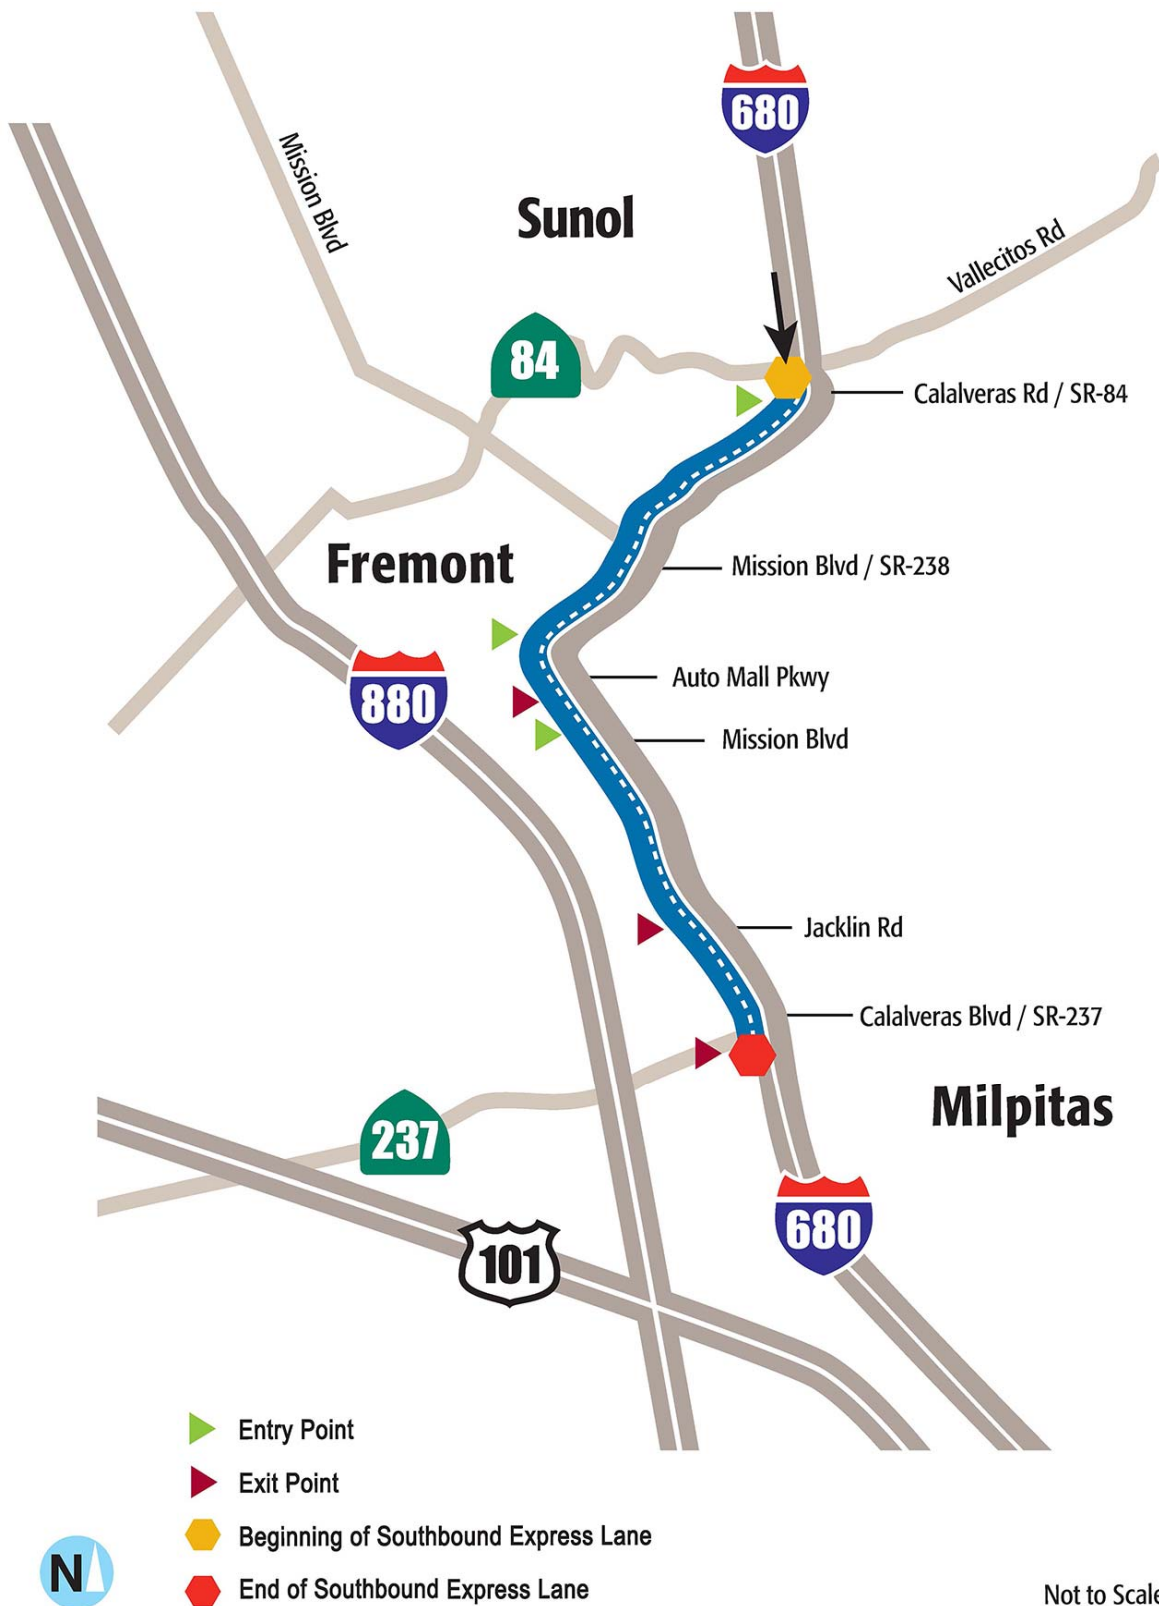 680
Mission Blvd
Sunol
Vallecitos Rd
84
Calalveras Rd / SR-84
Fremont
Mission Blvd / SR-238
880
Auto Mall Pkwy
Mission Blvd
Jacklin Rd
Calalveras Blvd / SR-237
Milpitas
237
680
101
Entry Point
Exit Point
Beginning of Southbound Express Lane
N
End of Southbound Express Lane
Not to Scale